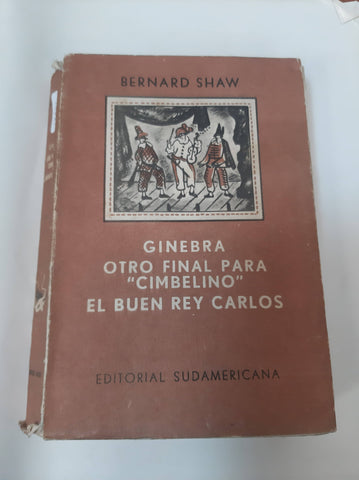 BERNARD SHAW
GINEBRA
OTRO FINAL PARA
"CIMBELINO"
EL BUEN REY CARLOS
EDITORIAL SUDAMERICANA